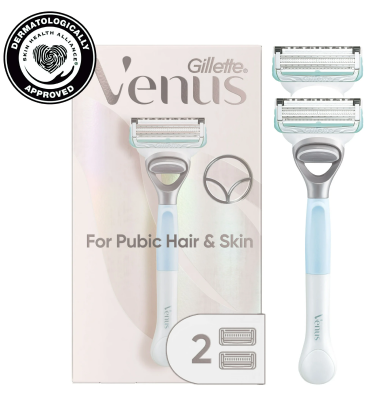 DERMATOLOGICALLY
SKIN HEALTH ALLIANCE
APPROVED
Gillette®
Venus
For Pubic Hair & Skin
2
Venus